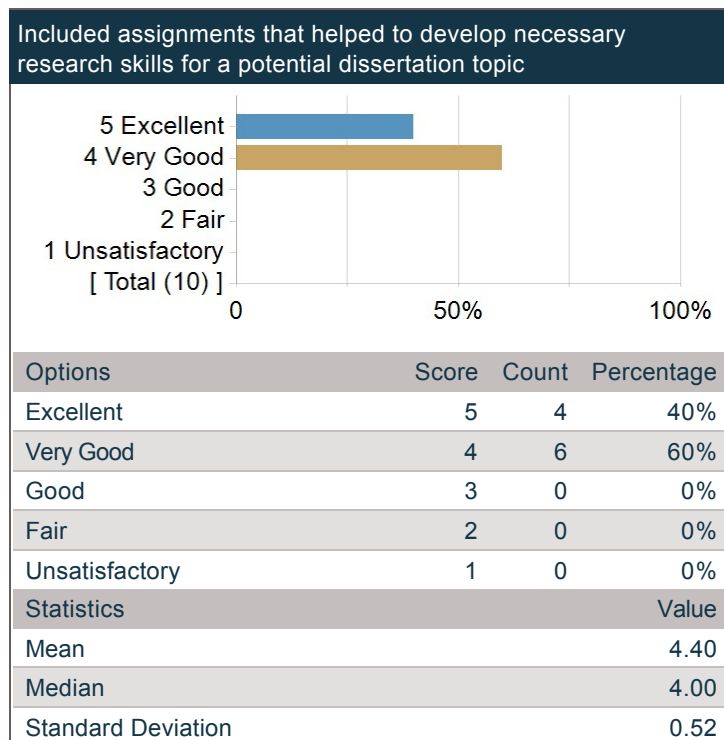 Included assignments that helped to develop necessary
research skills for a potential dissertation topic
5 Excellent
4 Very Good
3 Good
2 Fair
1 Unsatisfactory
[ Total (10) ]
0 50% 100%
Options Score Count Percentage
Excellent 5 4 40%
Very Good 4 6 60%
Good 3 0 0%
Fair 2 0 0%
Unsatisfactory 1 0 0%
Statistics Value
Mean 4.40
Median 4.00
Standard Deviation 0.52